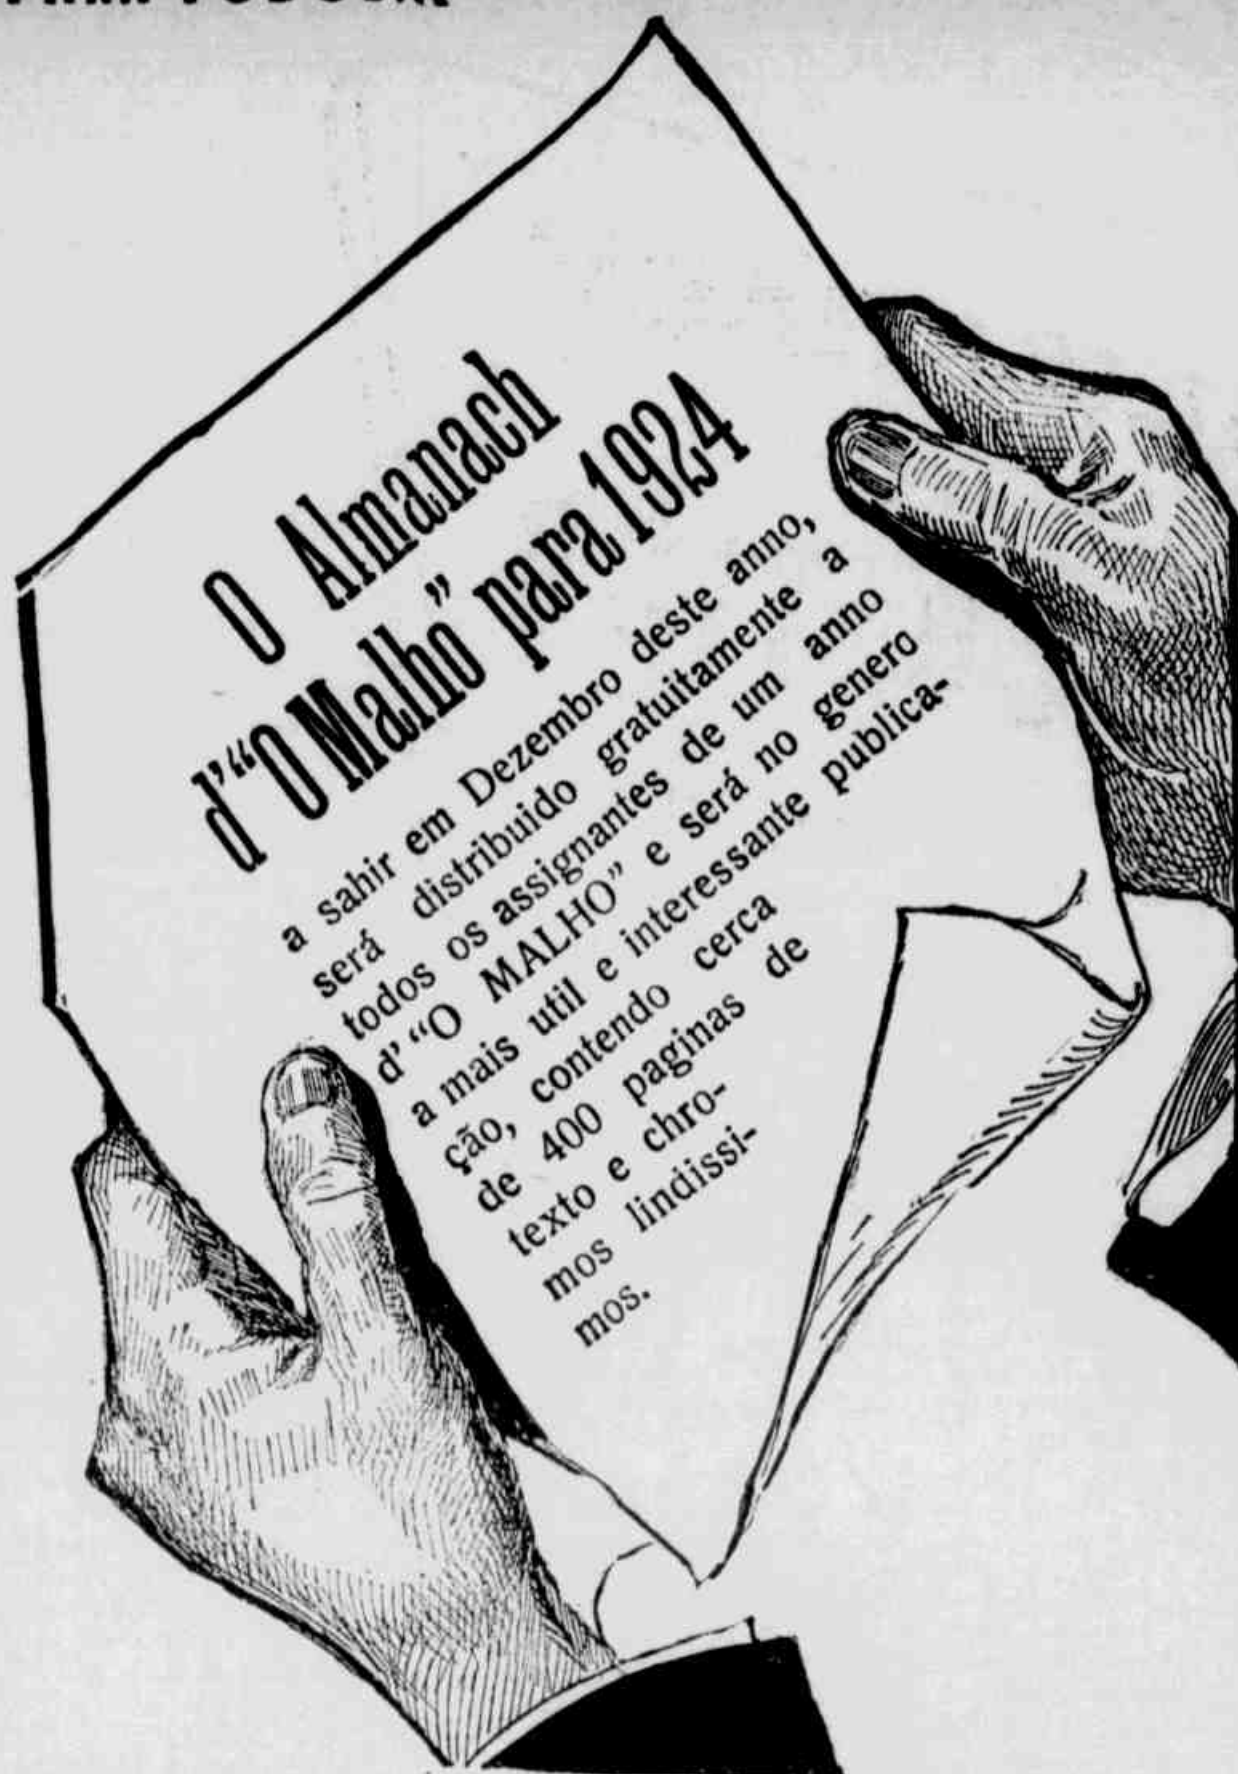 O Almanach
d'“O Malho” para 1924
a sahir em Dezembro deste anno,
será distribuido gratuitamente a
todos os assignantes de um anno
d' “O MALHO” e será no genero
a mais util e interessante publica-
ção, contendo cerca
de 400 paginas de
texto e chro-
mos lindissi-
mos.